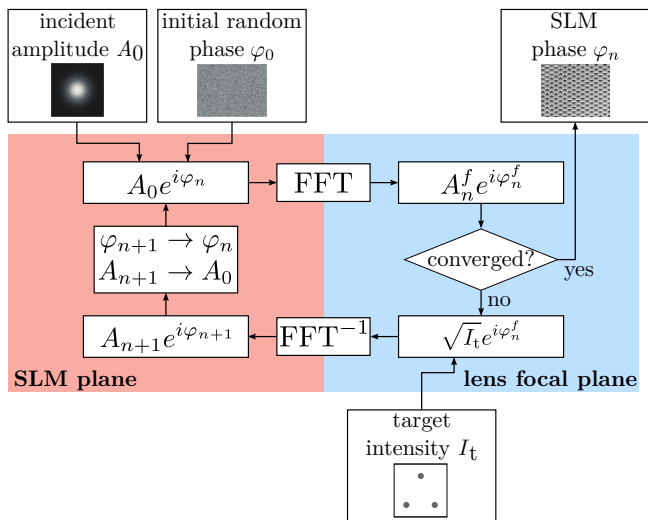 incident
amplitude A₀
initial random
phase φ₀
SLM
phase φₙ
A₀e^{iφₙ}
FFT
Aₙᶠe^{iφₙᶠ}
φₙ₊₁ → φₙ
Aₙ₊₁ → A₀
converged?
yes
no
Aₙ₊₁e^{iφₙ₊₁}
FFT⁻¹
√Iₜe^{iφₙᶠ}
SLM plane
lens focal plane
target
intensity Iₜ